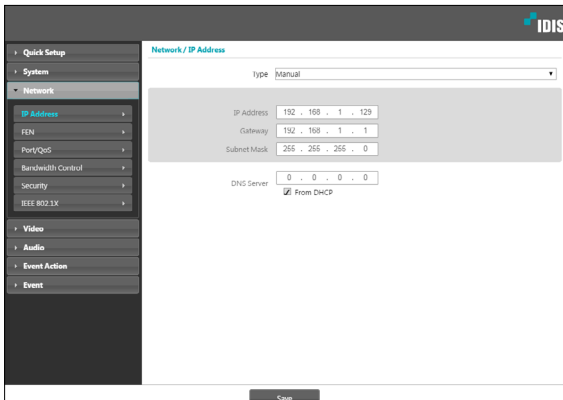 IDIS
Quick Setup
System
Network
IP Address
FEN
Port/QoS
Bandwidth Control
Security
IEEE 802.1X
Video
Audio
Event Action
Event
Network / IP Address
Type Manual
IP Address 192 . 168 . 1 . 129
Gateway 192 . 168 . 1 . 1
Subnet Mask 255 . 255 . 255 . 0
DNS Server 0 . 0 . 0 . 0
From DHCP
Save